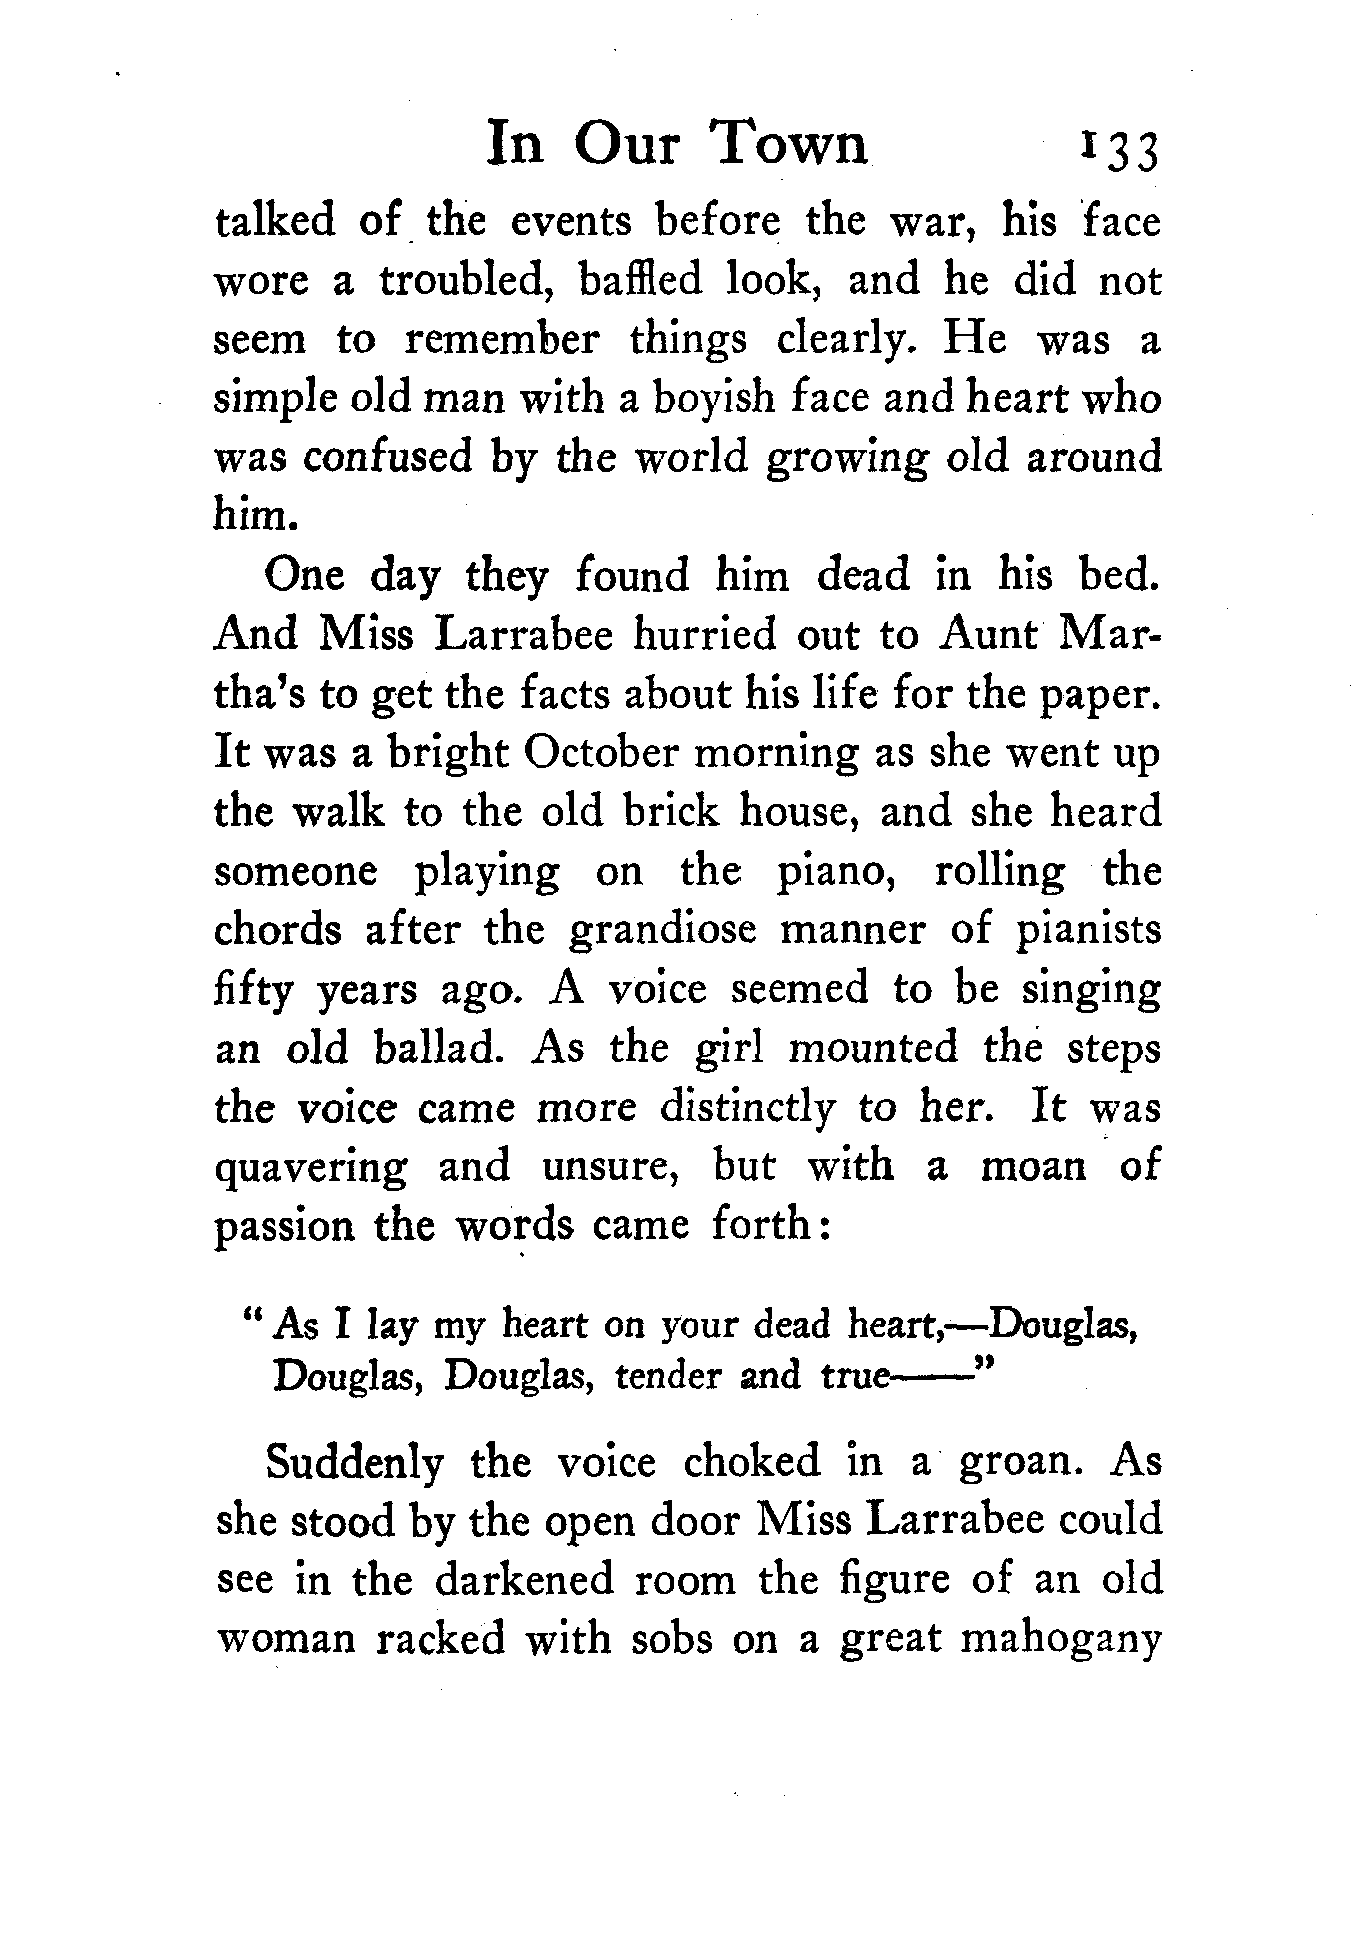 In Our Town 133
talked of the events before the war, his face
wore a troubled, baffled look, and he did not
seem to remember things clearly. He was a
simple old man with a boyish face and heart who
was confused by the world growing old around
him.
One day they found him dead in his bed.
And Miss Larrabee hurried out to Aunt Mar-
tha's to get the facts about his life for the paper.
It was a bright October morning as she went up
the walk to the old brick house, and she heard
someone playing on the piano, rolling the
chords after the grandiose manner of pianists
fifty years ago. A voice seemed to be singing
an old ballad. As the girl mounted the steps
the voice came more distinctly to her. It was
quavering and unsure, but with a moan of
passion the words came forth:
"As I lay my heart on your dead heart,—Douglas,
Douglas, Douglas, tender and true——"
Suddenly the voice choked in a groan. As
she stood by the open door Miss Larrabee could
see in the darkened room the figure of an old
woman racked with sobs on a great mahogany